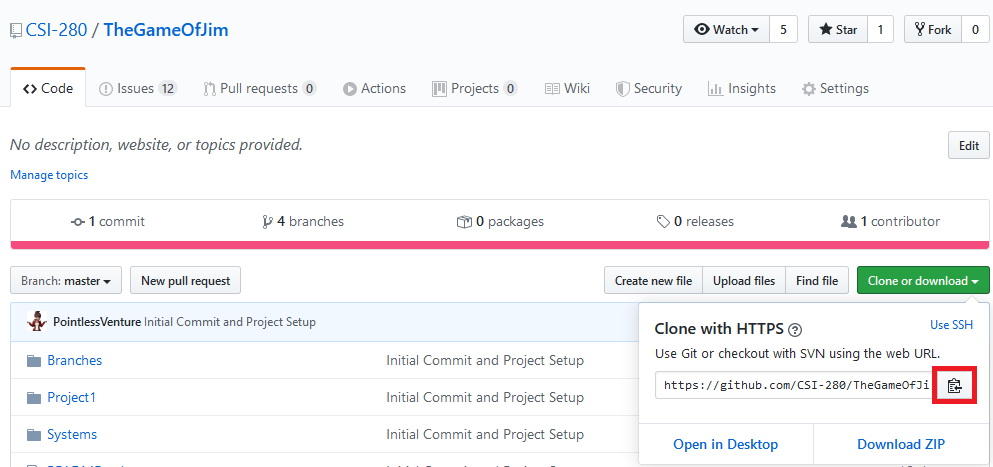 CSI-280 / TheGameOfJim
Watch 5 Star 1 Fork 0
Code Issues 12 Pull requests 0 Actions Projects 0 Wiki Security Insights Settings
No description, website, or topics provided. Edit
Manage topics
1 commit 4 branches 0 packages 0 releases 1 contributor
Branch: master New pull request Create new file Upload files Find file Clone or download
PointlessVenture Initial Commit and Project Setup
Branches Initial Commit and Project Setup
Project1 Initial Commit and Project Setup
Systems Initial Commit and Project Setup
Clone with HTTPS ? Use SSH
Use Git or checkout with SVN using the web URL.
https://github.com/CSI-280/TheGameOfJi
Open in Desktop Download ZIP